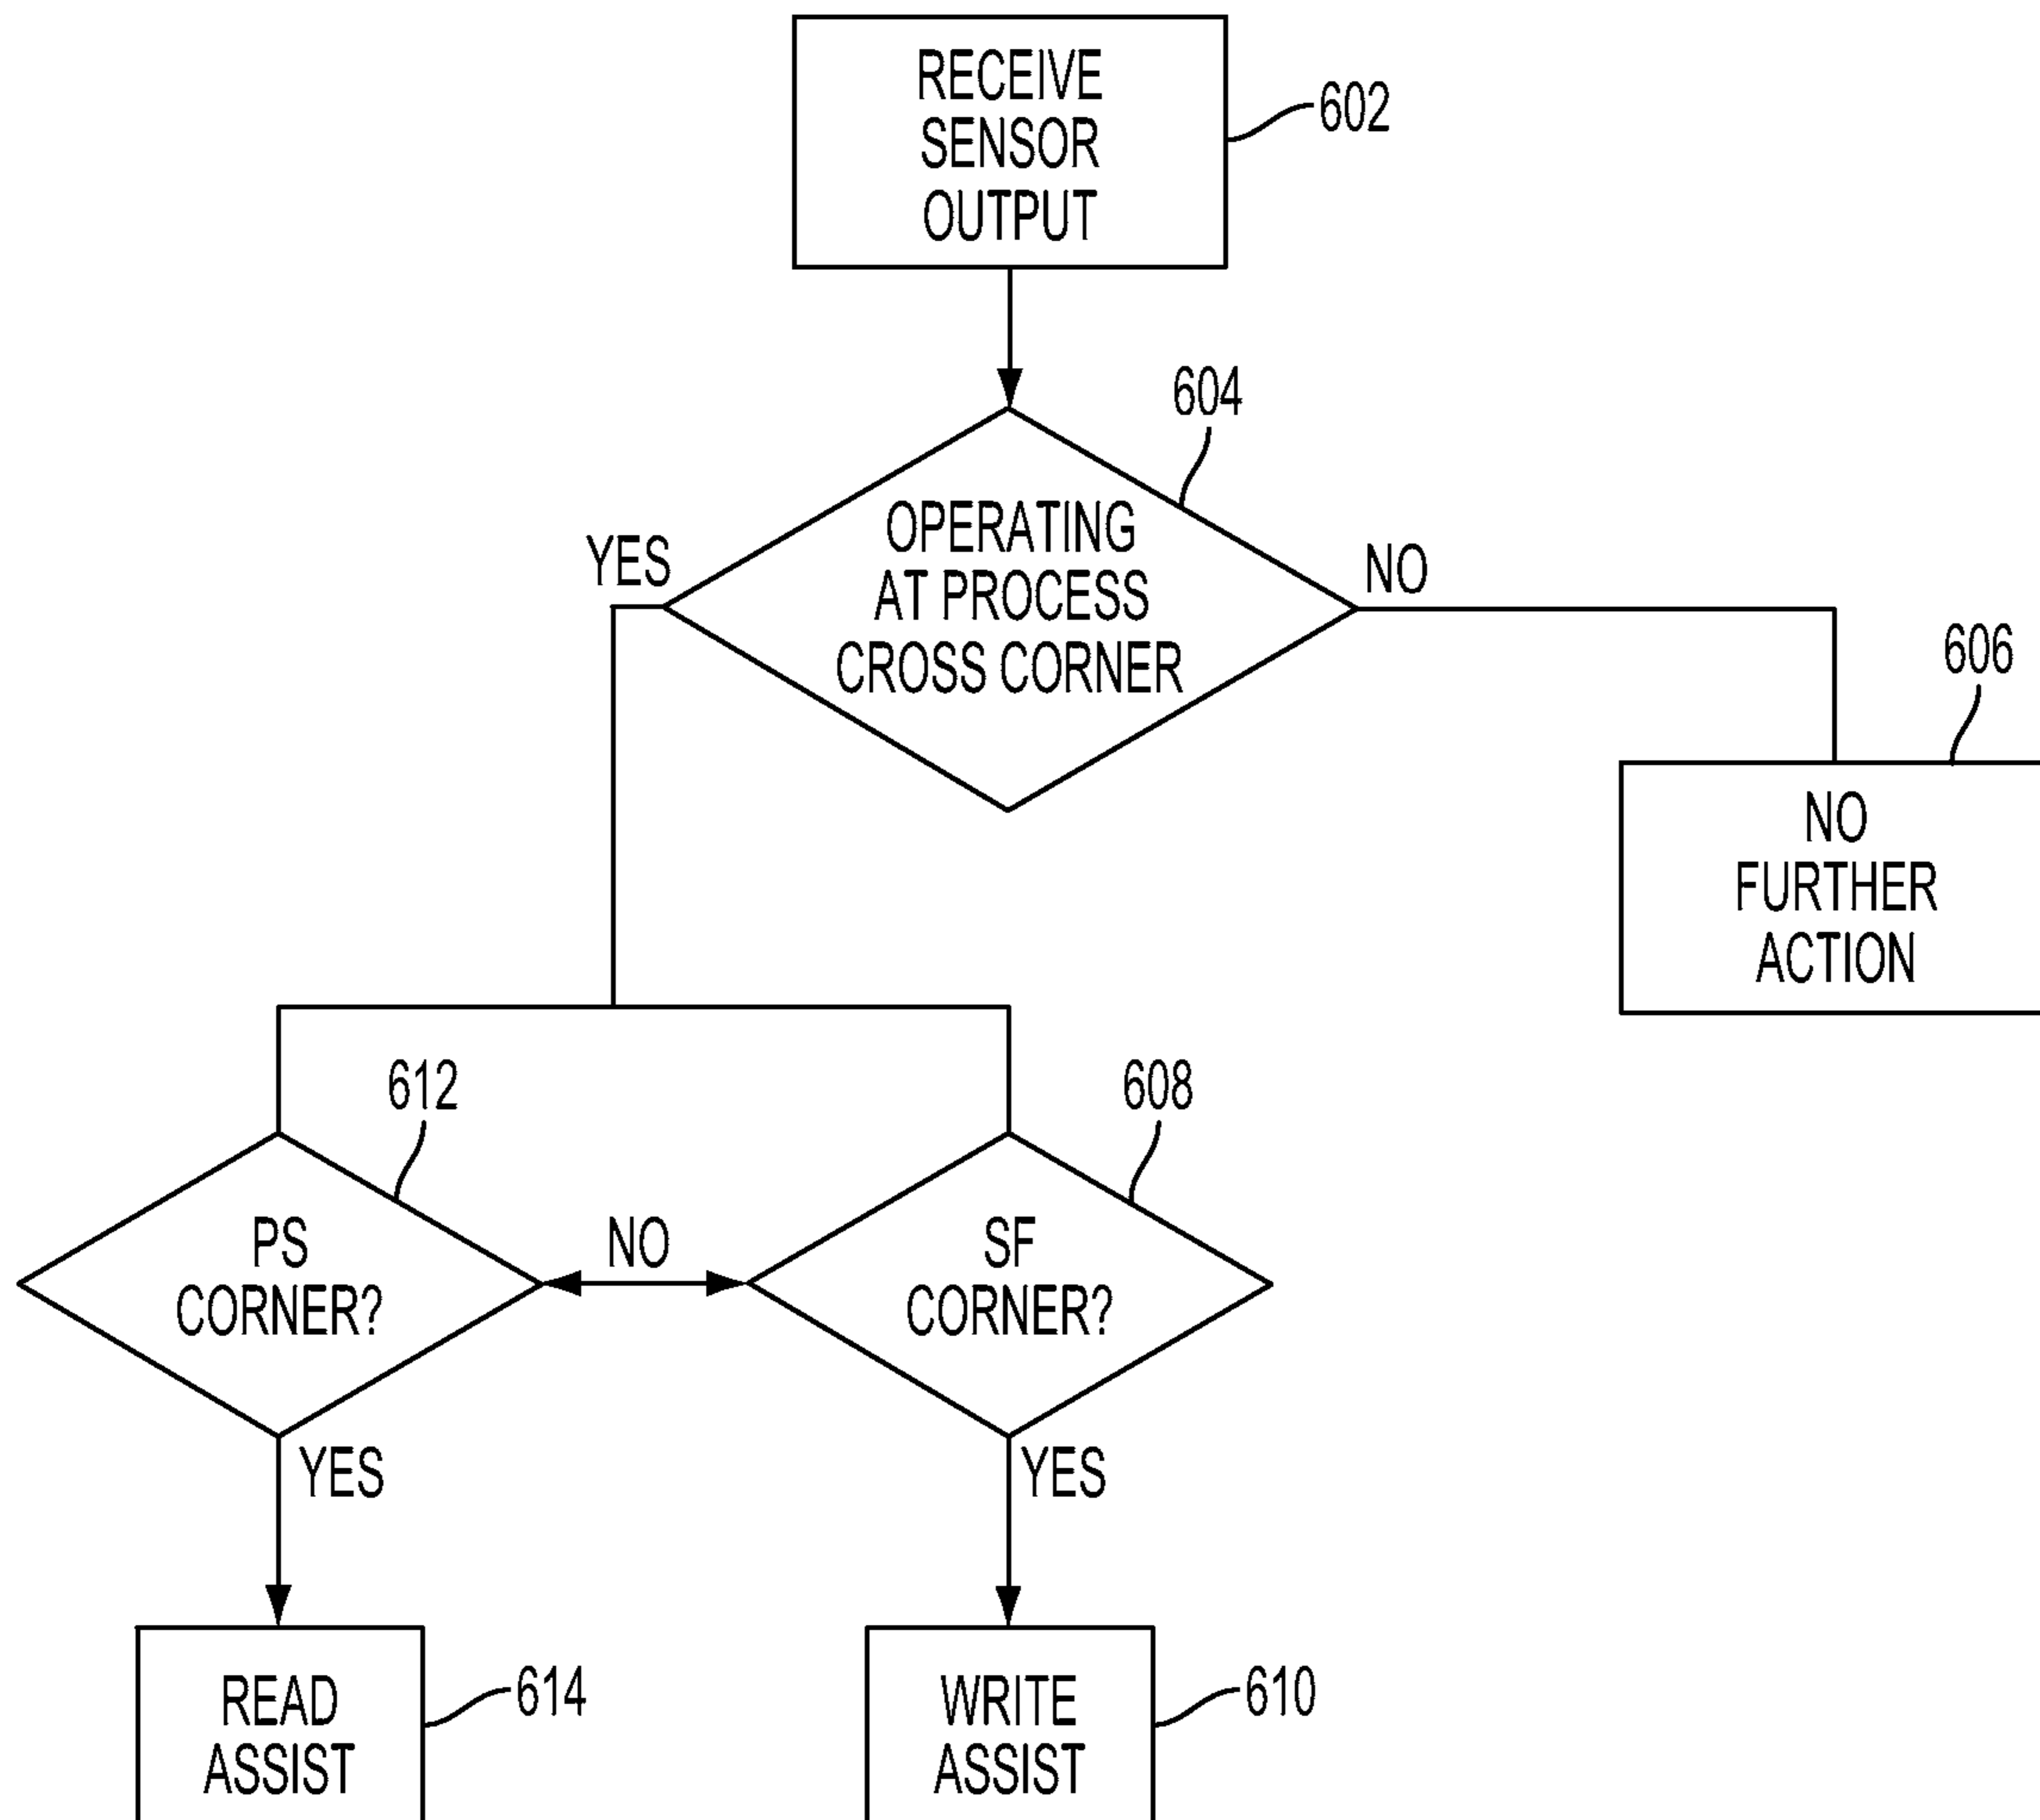 RECEIVE
SENSOR
OUTPUT
602
604
OPERATING
AT PROCESS
CROSS CORNER
YES
NO
606
NO
FURTHER
ACTION
612
608
PS
CORNER?
NO
SF
CORNER?
YES
YES
READ
ASSIST
614
WRITE
ASSIST
610